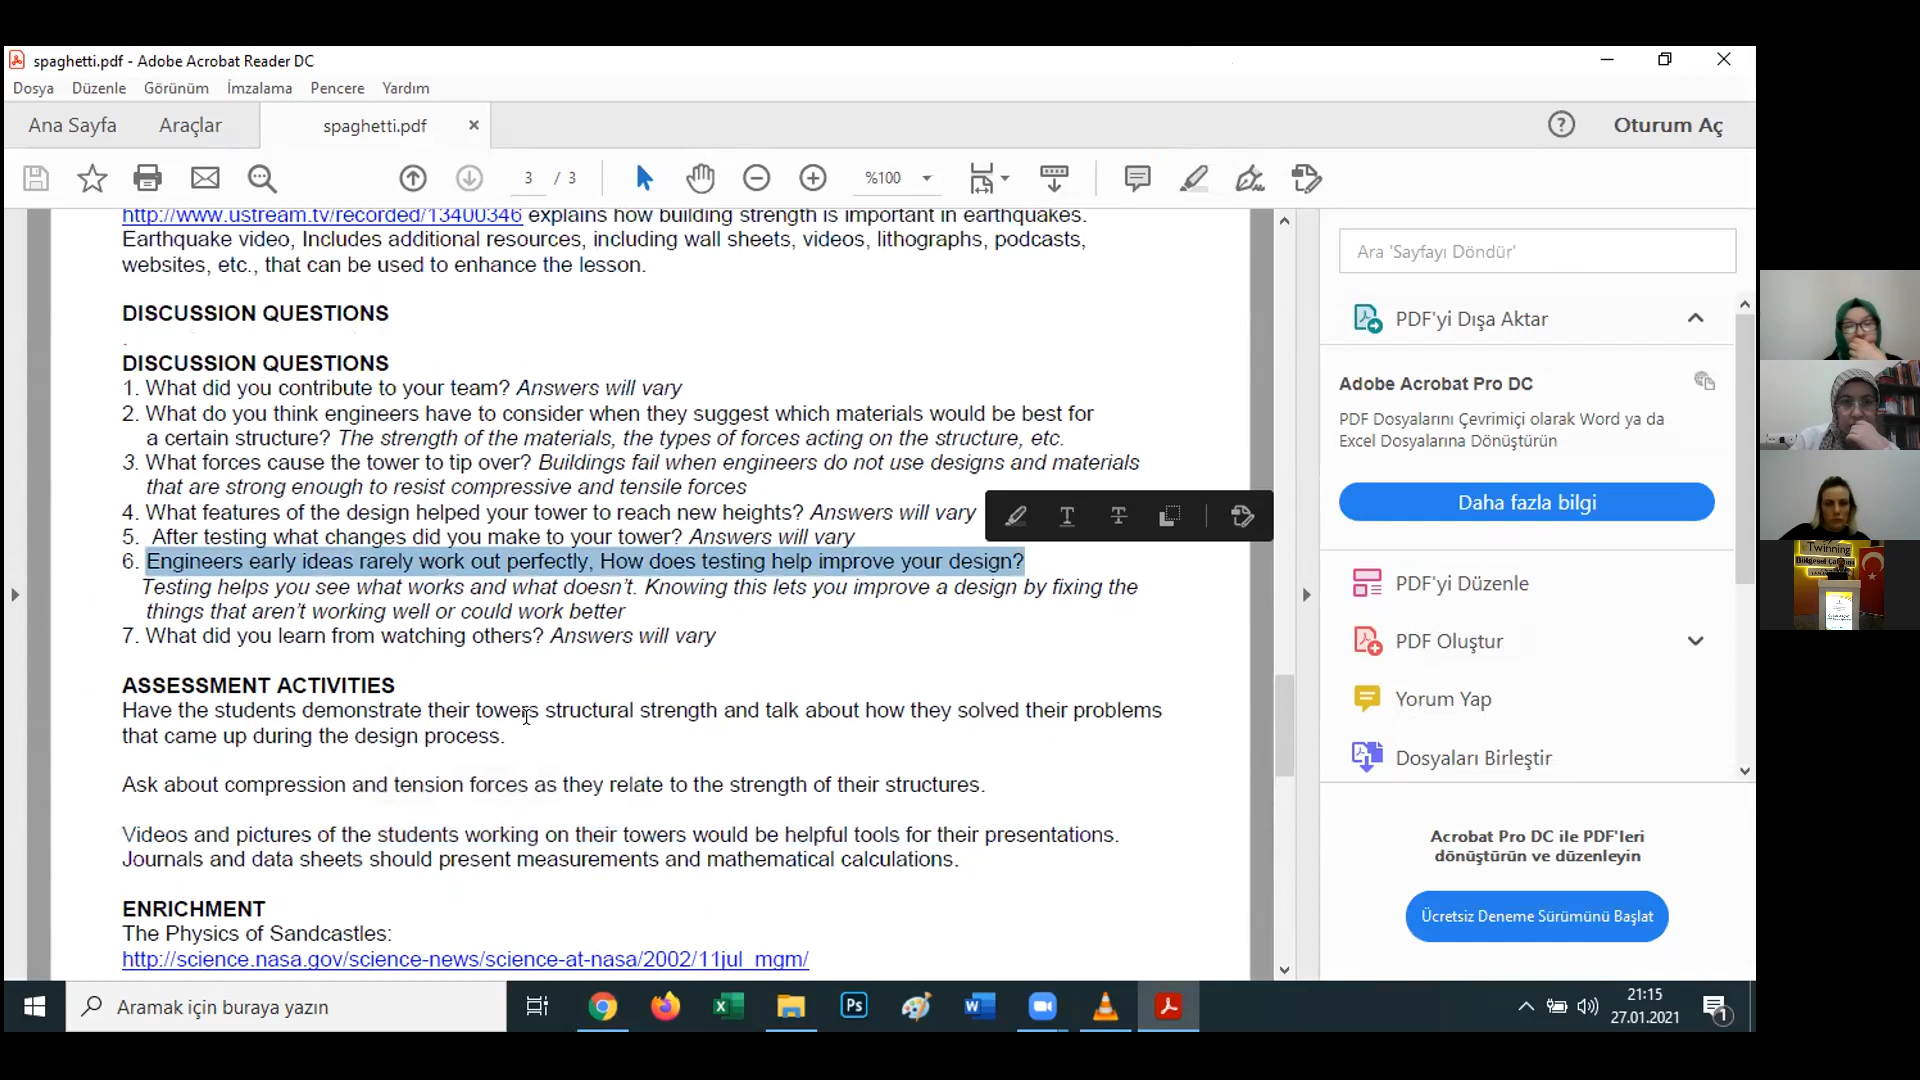 spaghetti.pdf - Adobe Acrobat Reader DC
Dosya Düzenle Görünüm İmzalama Pencere Yardım
Ana Sayfa Araçlar spaghetti.pdf Oturum Aç
3 / 3 %100
http://www.ustream.tv/recorded/13400346 explains how building strength is important in earthquakes.
Earthquake video, Includes additional resources, including wall sheets, videos, lithographs, podcasts,
websites, etc., that can be used to enhance the lesson.
DISCUSSION QUESTIONS
DISCUSSION QUESTIONS
1. What did you contribute to your team? Answers will vary
2. What do you think engineers have to consider when they suggest which materials would be best for
a certain structure? The strength of the materials, the types of forces acting on the structure, etc.
3. What forces cause the tower to tip over? Buildings fail when engineers do not use designs and materials
that are strong enough to resist compressive and tensile forces
4. What features of the design helped your tower to reach new heights? Answers will vary
5. After testing what changes did you make to your tower? Answers will vary
6. Engineers early ideas rarely work out perfectly, How does testing help improve your design?
Testing helps you see what works and what doesn't. Knowing this lets you improve a design by fixing the
things that aren't working well or could work better
7. What did you learn from watching others? Answers will vary
ASSESSMENT ACTIVITIES
Have the students demonstrate their towers structural strength and talk about how they solved their problems
that came up during the design process.
Ask about compression and tension forces as they relate to the strength of their structures.
Videos and pictures of the students working on their towers would be helpful tools for their presentations.
Journals and data sheets should present measurements and mathematical calculations.
ENRICHMENT
The Physics of Sandcastles:
http://science.nasa.gov/science-news/science-at-nasa/2002/11jul_mgm/
Ara 'Sayfayı Döndür'
PDF'yi Dışa Aktar
Adobe Acrobat Pro DC
PDF Dosyalarını Çevrimiçi olarak Word ya da
Excel Dosyalarına Dönüştürün
Daha fazla bilgi
PDF'yi Düzenle
PDF Oluştur
Yorum Yap
Dosyaları Birleştir
Acrobat Pro DC ile PDF'leri
dönüştürün ve düzenleyin
Ücretsiz Deneme Sürümünü Başlat
Twinning
Aramak için buraya yazın
Ps
21:15
27.01.2021
1